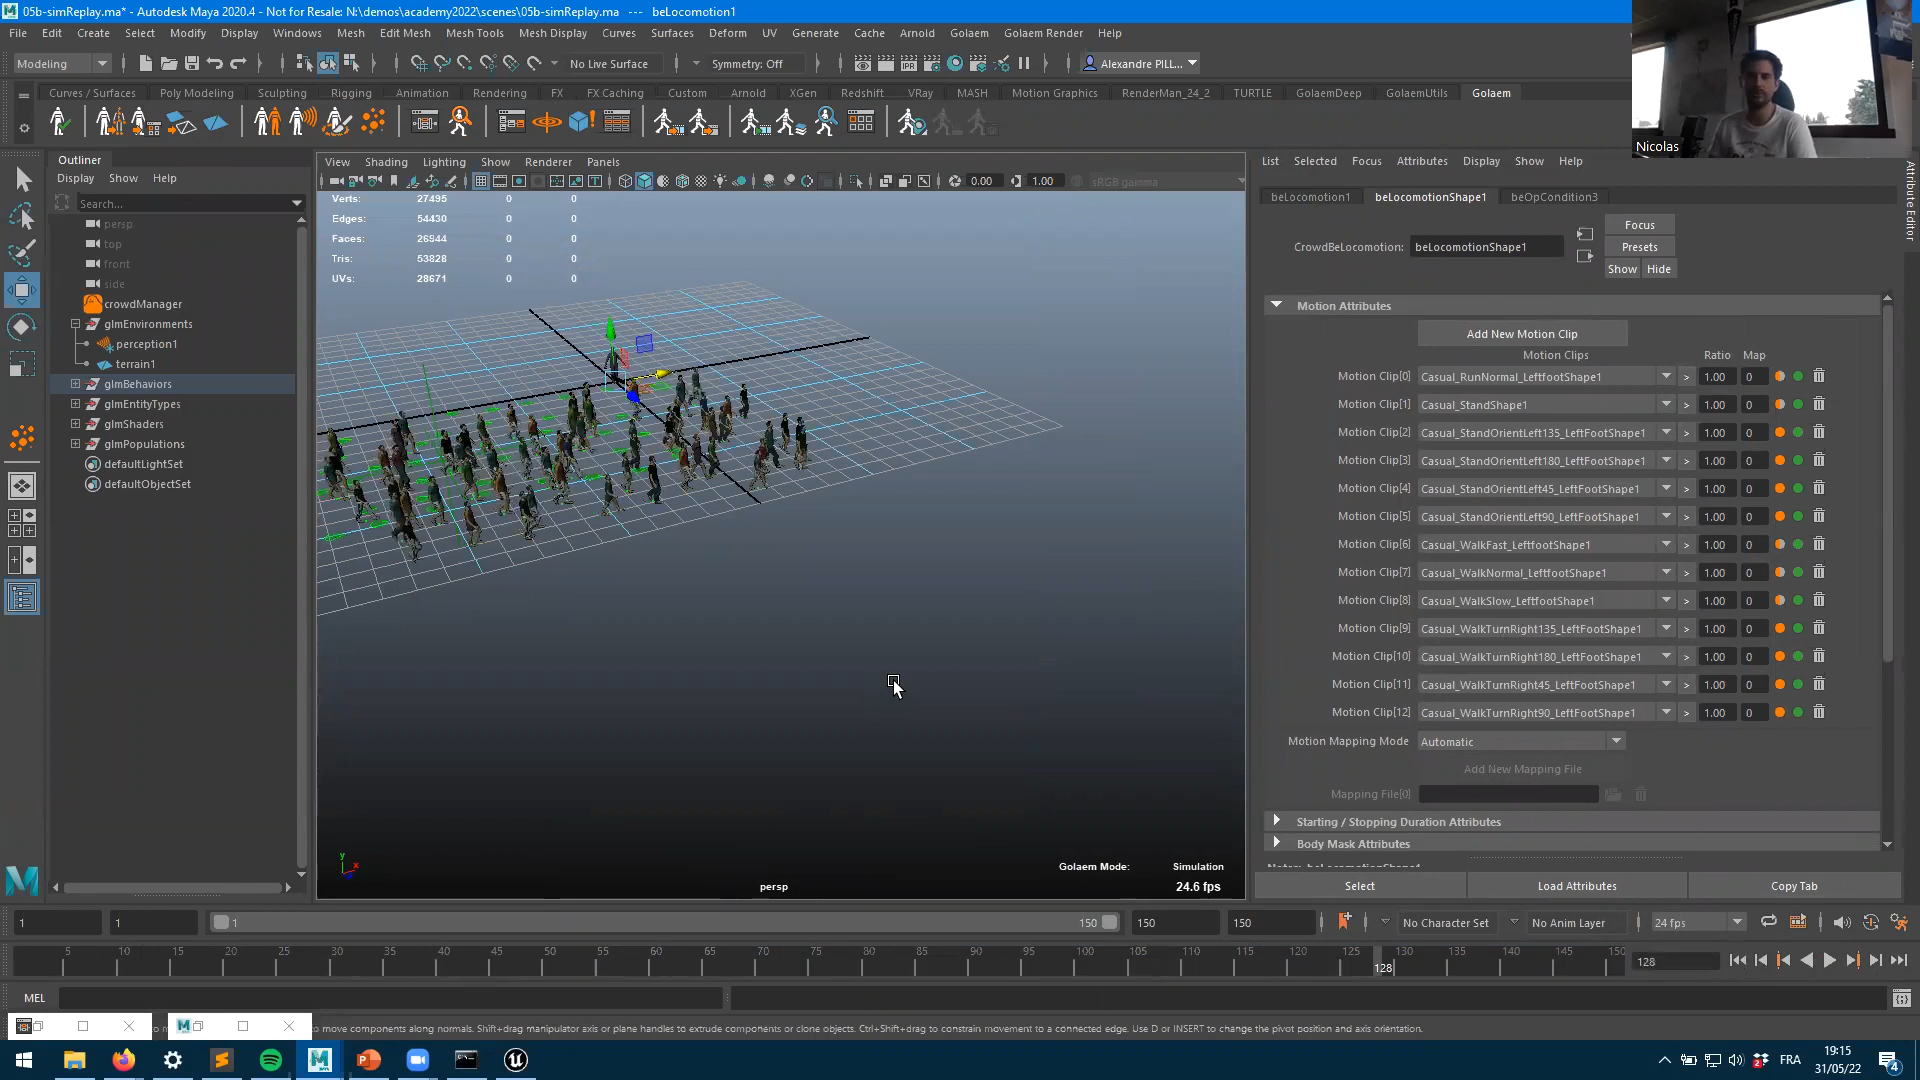 05b-simReplay.ma* - Autodesk Maya 2020.4 - Not for Resale: N:\demos\academy2022\scenes\05b-simReplay.ma --- beLocomotion1
File Edit Create Select Modify Display Windows Mesh Edit Mesh Mesh Tools Mesh Display Curves Surfaces Deform UV Generate Cache Arnold Golaem Golaem Render Help
Modeling No Live Surface Symmetry: Off Alexandre PILL...
Curves / Surfaces Poly Modeling Sculpting Rigging Animation Rendering FX FX Caching Custom Arnold XGen Redshift VRay MASH Motion Graphics RenderMan_24_2 TURTLE GolaemDeep GolaemUtils Golaem
Nicolas
Outliner
Display Show Help
Search...
persp
top
front
side
crowdManager
glmEnvironments
perception1
terrain1
glmBehaviors
glmEntityTypes
glmShaders
glmPopulations
defaultLightSet
defaultObjectSet
View Shading Lighting Show Renderer Panels
0.00 1.00 sRGB gamma
Verts: 27495 0 0
Edges: 54430 0 0
Faces: 26944 0 0
Tris: 53828 0 0
UVs: 28671 0 0
y
x
persp
Golaem Mode: Simulation
24.6 fps
List Selected Focus Attributes Display Show Help
Attribute Editor
beLocomotion1 beLocomotionShape1 beOpCondition3
CrowdBeLocomotion: beLocomotionShape1
Focus
Presets
Show Hide
Motion Attributes
Add New Motion Clip
Motion Clips Ratio Map
Motion Clip[0] Casual_RunNormal_LeftfootShape1 > 1.00 0
Motion Clip[1] Casual_StandShape1 > 1.00 0
Motion Clip[2] Casual_StandOrientLeft135_LeftFootShape1 > 1.00 0
Motion Clip[3] Casual_StandOrientLeft180_LeftFootShape1 > 1.00 0
Motion Clip[4] Casual_StandOrientLeft45_LeftFootShape1 > 1.00 0
Motion Clip[5] Casual_StandOrientLeft90_LeftFootShape1 > 1.00 0
Motion Clip[6] Casual_WalkFast_LeftfootShape1 > 1.00 0
Motion Clip[7] Casual_WalkNormal_LeftfootShape1 > 1.00 0
Motion Clip[8] Casual_WalkSlow_LeftfootShape1 > 1.00 0
Motion Clip[9] Casual_WalkTurnRight135_LeftFootShape1 > 1.00 0
Motion Clip[10] Casual_WalkTurnRight180_LeftFootShape1 > 1.00 0
Motion Clip[11] Casual_WalkTurnRight45_LeftFootShape1 > 1.00 0
Motion Clip[12] Casual_WalkTurnRight90_LeftFootShape1 > 1.00 0
Motion Mapping Mode Automatic
Add New Mapping File
Mapping File[0]
Starting / Stopping Duration Attributes
Body Mask Attributes
Select Load Attributes Copy Tab
1 1 1 150 150 150 No Character Set No Anim Layer 24 fps
5 10 15 20 25 30 35 40 45 50 55 60 65 70 75 80 85 90 95 100 105 110 115 120 125 130 135 140 145 150
128 128
MEL
to move components along normals. Shift+drag manipulator axis or plane handles to extrude components or clone objects. Ctrl+Shift+drag to constrain movement to a connected edge. Use D or INSERT to change the pivot position and axis orientation.
FRA
19:15
31/05/22
4